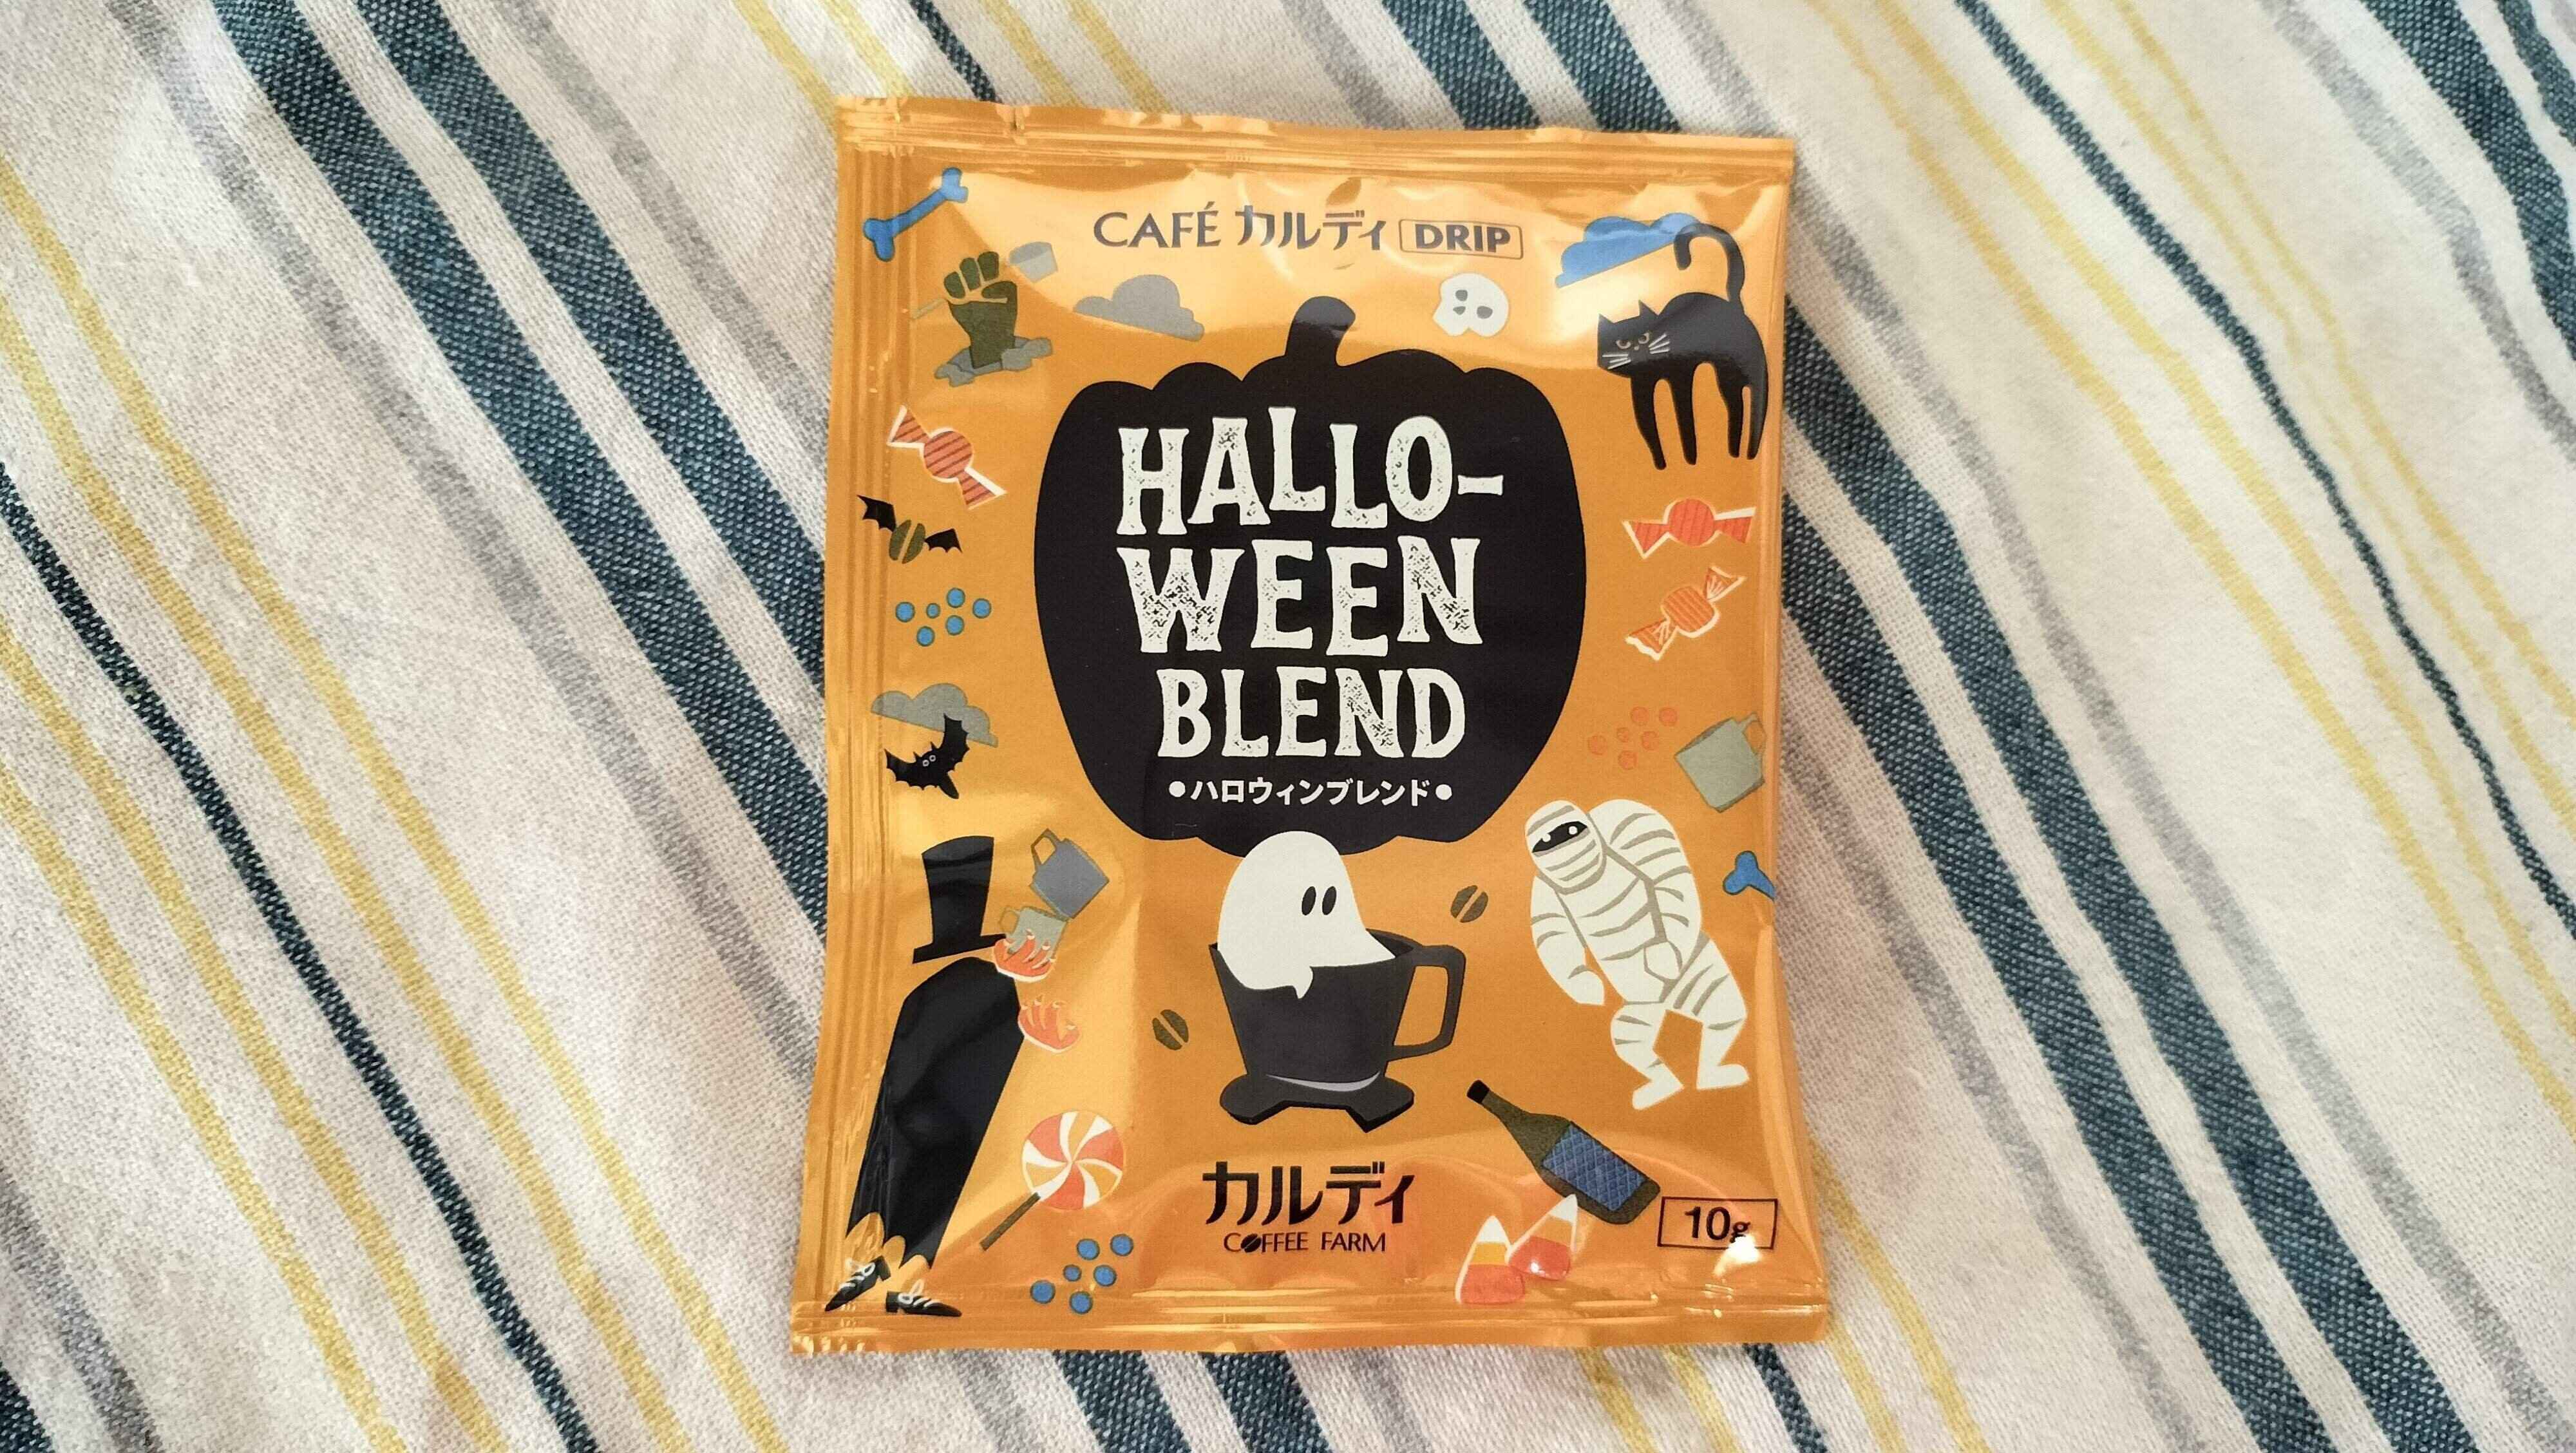 CAFÉ カルディ DRIP
HALLO-
WEEN
BLEND
•ハロウィンブレンド•
カルディ
COFFEE FARM
10g